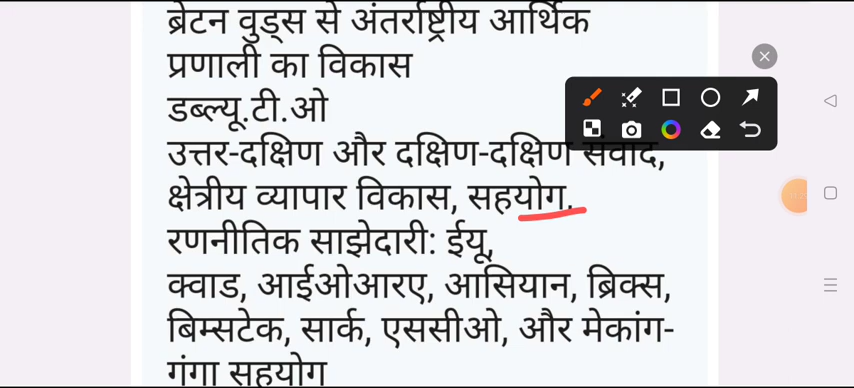 ब्रेटन वुड्स से अंतर्राष्ट्रीय आर्थिक
प्रणाली का विकास
डब्ल्यू.टी.ओ
उत्तर-दक्षिण और दक्षिण-दक्षिण संवाद,
क्षेत्रीय व्यापार विकास, सहयोग.
रणनीतिक साझेदारी: ईयू,
क्वाड, आईओआरए, आसियान, ब्रिक्स,
बिम्सटेक, सार्क, एससीओ, और मेकांग-
गंगा सहयोग